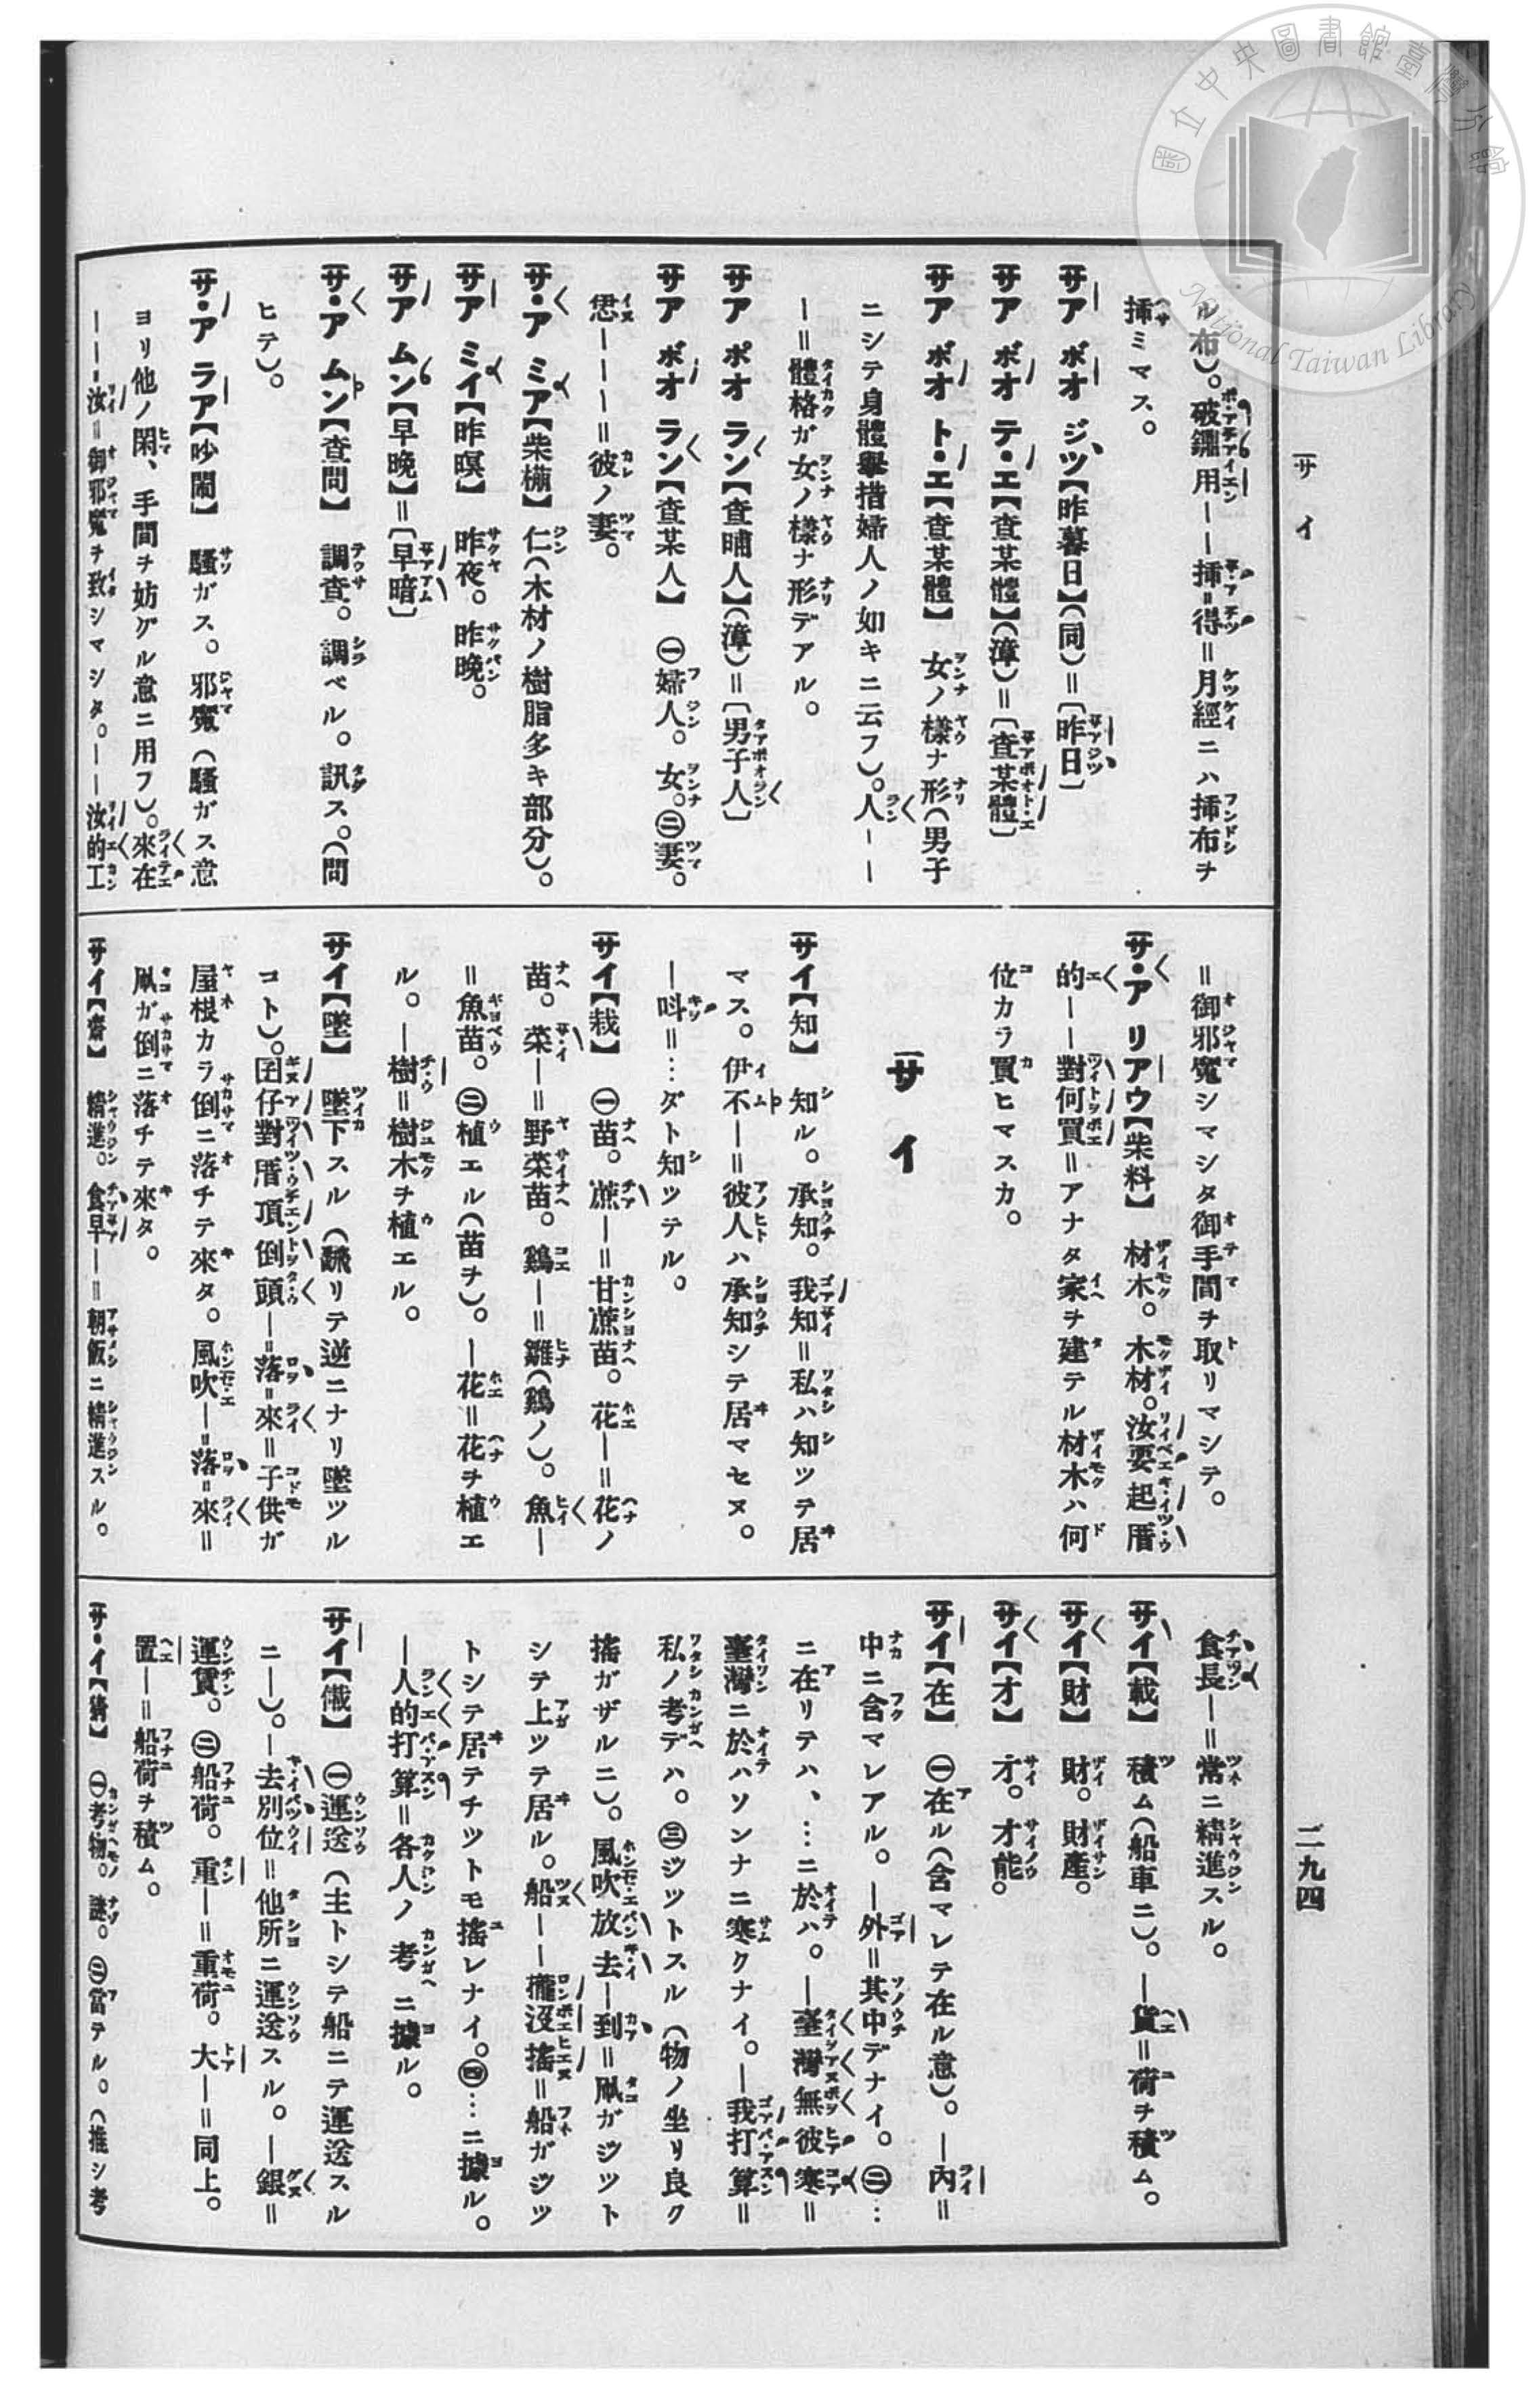 サ イ
二九四
ル布)。破鑼用——挿=得=月經ニハ挿布ヲ
挿ミマス。
サア ボオ ジツ【昨暮日】(同)=〔昨日〕
サア ボオ テ・エ【査某體】(漳)=〔査某體〕
サア ボオ ト・エ【査某體】 女ノ樣ナ形(男子
ニシテ身體擧措婦人ノ如キニ云フ)。人——
—=體格ガ女ノ樣ナ形デアル。
サア ポオ ラン【査晡人】(漳)=〔男子人〕
サア ボオ ラン【査某人】 ㊀婦人。女。㊁妻。
恁————=彼ノ妻。
サ・ア ミア【柴櫋】 仁(木材ノ樹脂多キ部分)。
サア ミイ【昨暝】 昨夜。昨晩。
サア ムン【早晩】=〔早暗〕
サ・ア ムン【査問】 調査。調ベル。訊ス。(問
ヒテ)。
サ・ア ラア【吵鬧】 騷ガス。邪魔(騷ガス意
ヨリ他ノ閑、手間ヲ妨グル意ニ用フ)。來在
———汝=御邪魔ヲ致シマシタ。——汝的工
=御邪魔シマシタ御手間ヲ取リマシテ。
サ・ア リアウ【柴料】 材木。木材。汝要起厝
的——對何買=アナタ家ヲ建テル材木ハ何
位カラ買ヒマスカ。
サ イ
サイ【知】 知ル。承知。我知=私ハ知ツテ居
マス。伊不—=彼人ハ承知シテ居マセヌ。
—呌=…ダト知ツテル。
サイ【栽】 ㊀苗。蔗—=甘蔗苗。花—=花ノ
苗。菜—=野菜苗。鷄—=雛(鷄ノ)。魚—
=魚苗。㊁植エル(苗ヲ)。—花=花ヲ植エ
ル。—樹=樹木ヲ植エル。
サイ【墜】 墜下スル(飜リテ逆ニナリ墜ツル
コト)。囝仔對厝頂倒頭—=落=來=子供ガ
屋根カラ倒ニ落チテ來タ。風吹—=落=來=
凧ガ倒ニ落チテ來タ。
サイ【齋】 精進。食早—=朝飯ニ精進スル。
食長—=常ニ精進スル。
サイ【載】 積ム(船車ニ)。—貨=荷ヲ積ム。
サイ【財】 財。財產。
サイ【才】 才。才能。
サイ【在】 ㊀在ル(含マレテ在ル意)。—內=
中ニ含マレアル。—外=其中デナイ。㊁…
ニ在リテハ、…ニ於ハ。—臺灣無彼寒=
臺灣ニ於ハソンナニ寒クナイ。—我打算=
私ノ考デハ。㊂ジツトスル(物ノ坐リ良ク
搖ガザルニ)。風吹放去—到=凧ガジツト
シテ上ツテ居ル。船——攏沒搖=船ガジツ
トシテ居テチツトモ搖レナイ。㊃…ニ據ル。
—人的打算=各人ノ考ニ據ル。
サイ【儎】 ㊀運送(主トシテ船ニテ運送スル
ニ—)。—去別位=他所ニ運送スル。—銀=
運賃。㊁船荷。重—=重荷。大—=同上。
置—=船荷ヲ積ム。
サ・イ【猜】 ㊀考物。謎。㊁當テル。(推シ考